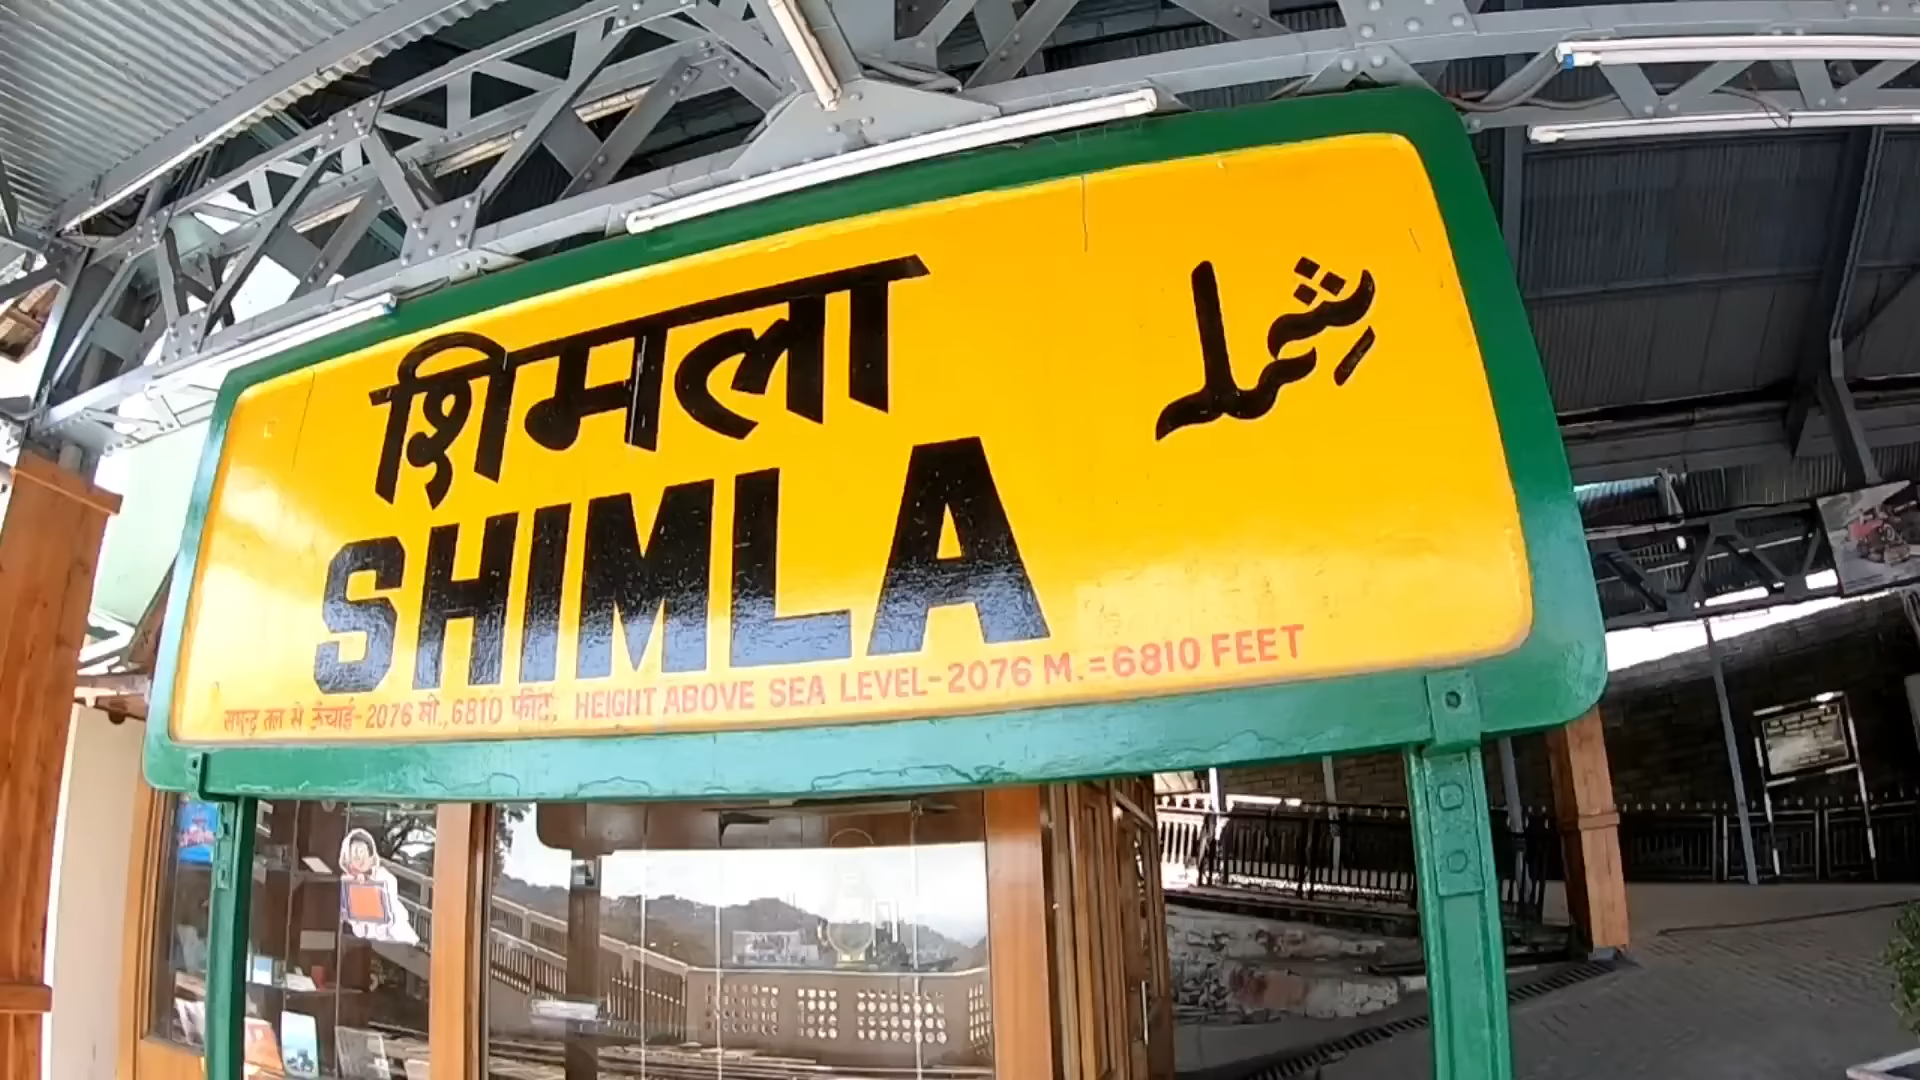 शिमला
شملہ
SHIMLA
समुन्द्र तल से ऊंचाई-2076 मी.,6810 फीट, HEIGHT ABOVE SEA LEVEL-2076 M.=6810 FEET